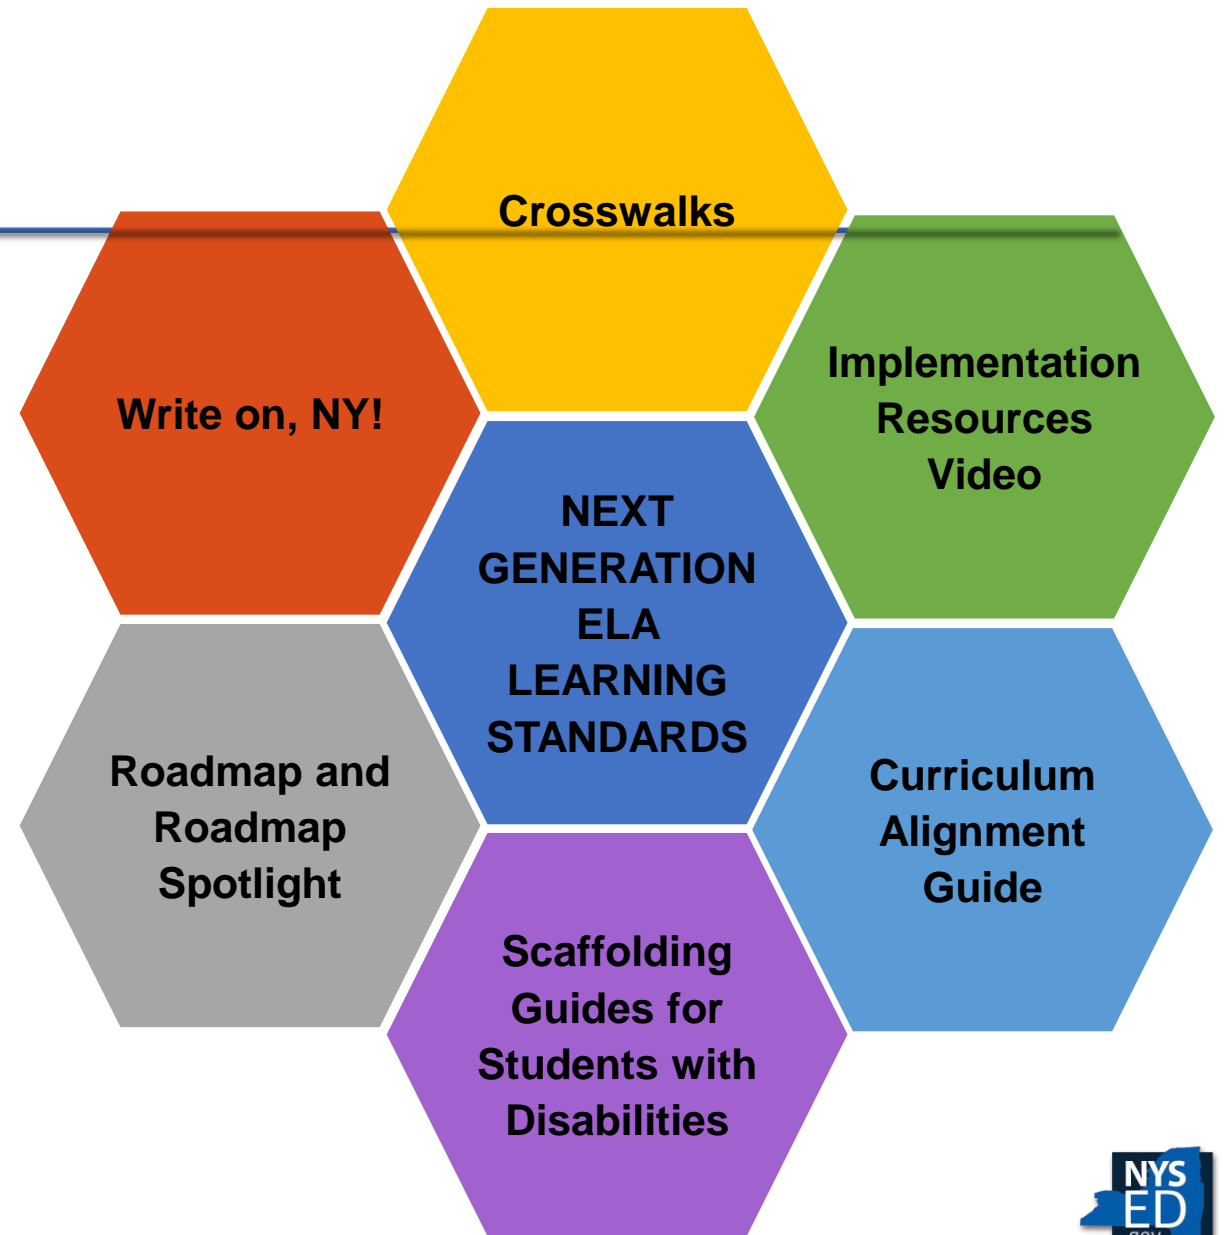 Crosswalks
Write on, NY!
Implementation
Resources
Video
NEXT
GENERATION
ELA
LEARNING
STANDARDS
Roadmap and
Roadmap
Spotlight
Curriculum
Alignment
Guide
Scaffolding
Guides for
Students with
Disabilities
NYS
ED
.gov